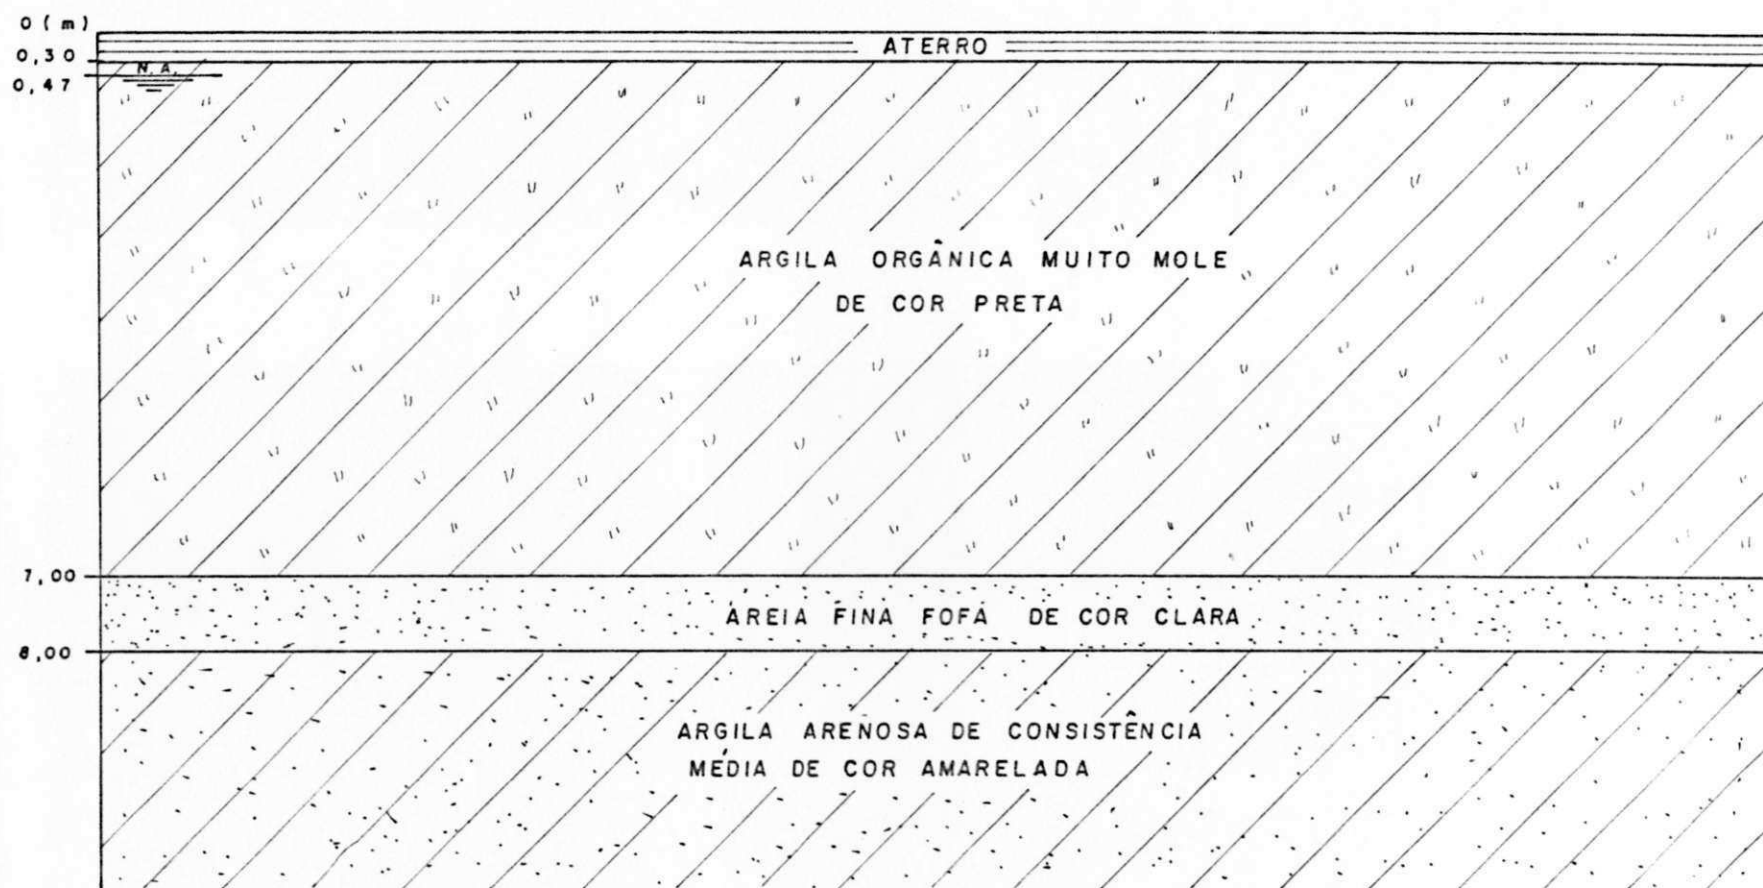 0 (m)
ATERRO
0,30
N.A.
0,47
ARGILA ORGÂNICA MUITO MOLE
DE COR PRETA
7,00
AREIA FINA FOFA DE COR CLARA
8,00
ARGILA ARENOSA DE CONSISTÊNCIA
MÉDIA DE COR AMARELADA